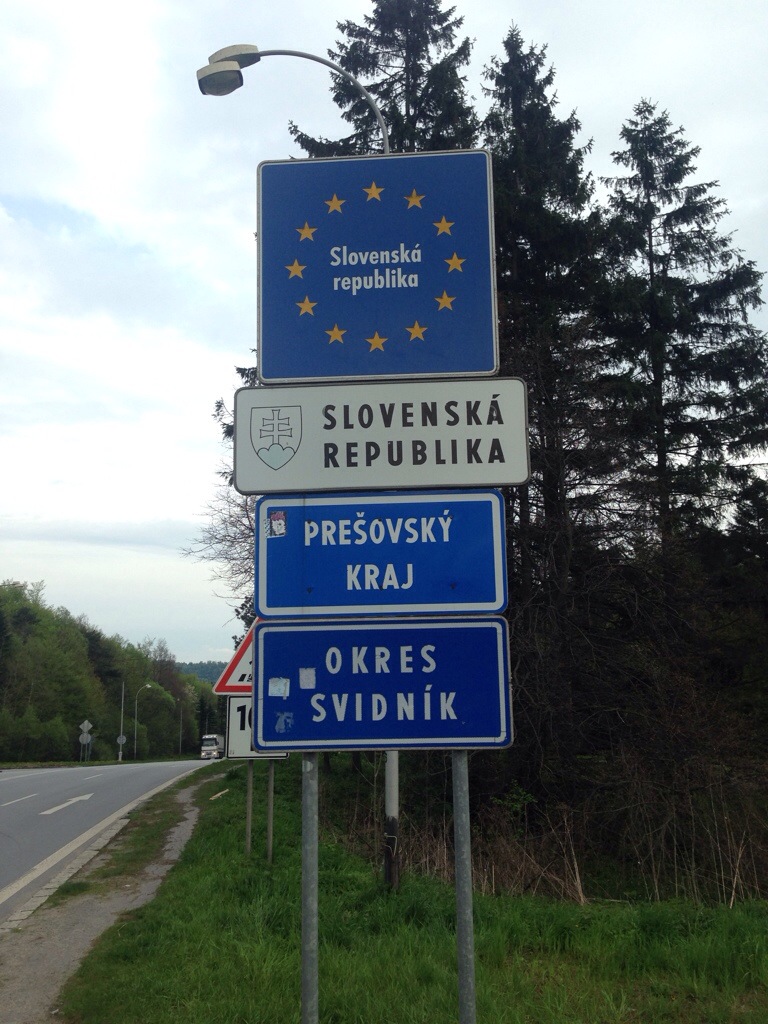 Slovenská
republika
SLOVENSKÁ
REPUBLIKA
PREŠOVSKÝ
KRAJ
OKRES
SVIDNÍK